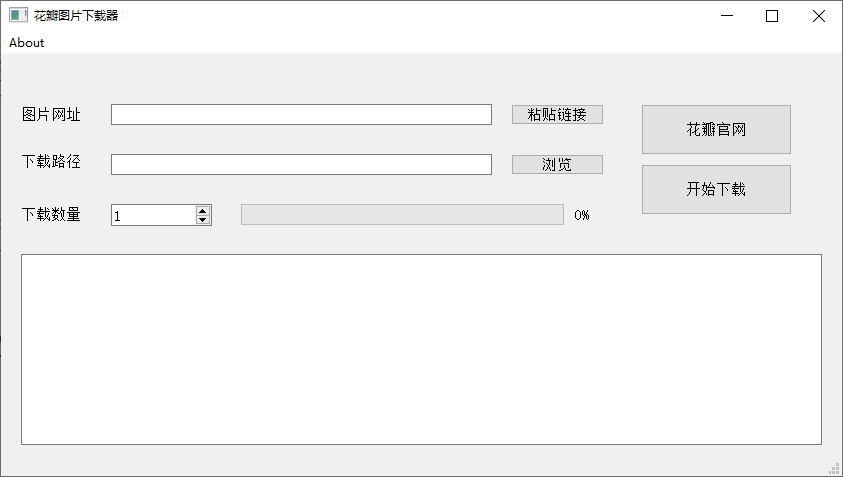 花瓣图片下载器
About
图片网址
粘贴链接
花瓣官网
下载路径
浏览
开始下载
下载数量
1
0%